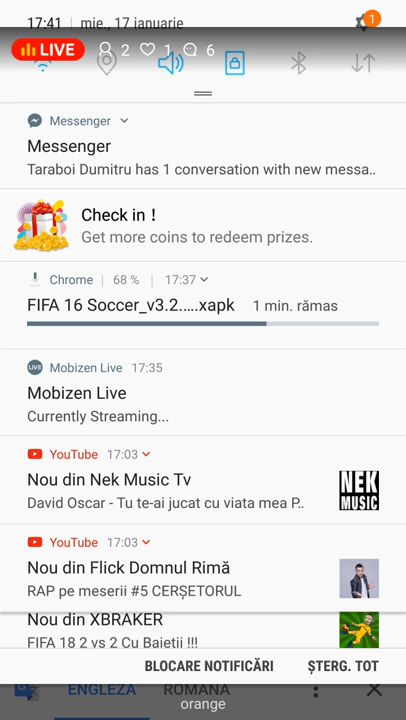 17:41 | mie., 17 ianuarie 1
LIVE 2 1 6
Messenger
Messenger
Taraboi Dumitru has 1 conversation with new messa..
Check in !
Get more coins to redeem prizes.
Chrome | 68 % | 17:37
FIFA 16 Soccer_v3.2.....xapk 1 min. rămas
LIVE Mobizen Live 17:35
Mobizen Live
Currently Streaming...
YouTube 17:03
Nou din Nek Music Tv
David Oscar - Tu te-ai jucat cu viata mea P..
NEK
MUSIC
YouTube 17:03
Nou din Flick Domnul Rimă
RAP pe meserii #5 CERȘETORUL
Nou din XBRAKER
FIFA 18 2 vs 2 Cu Baietii !!!
BLOCARE NOTIFICĂRI ȘTERG. TOT
ENGLEZĂ ROMÂNĂ
orange